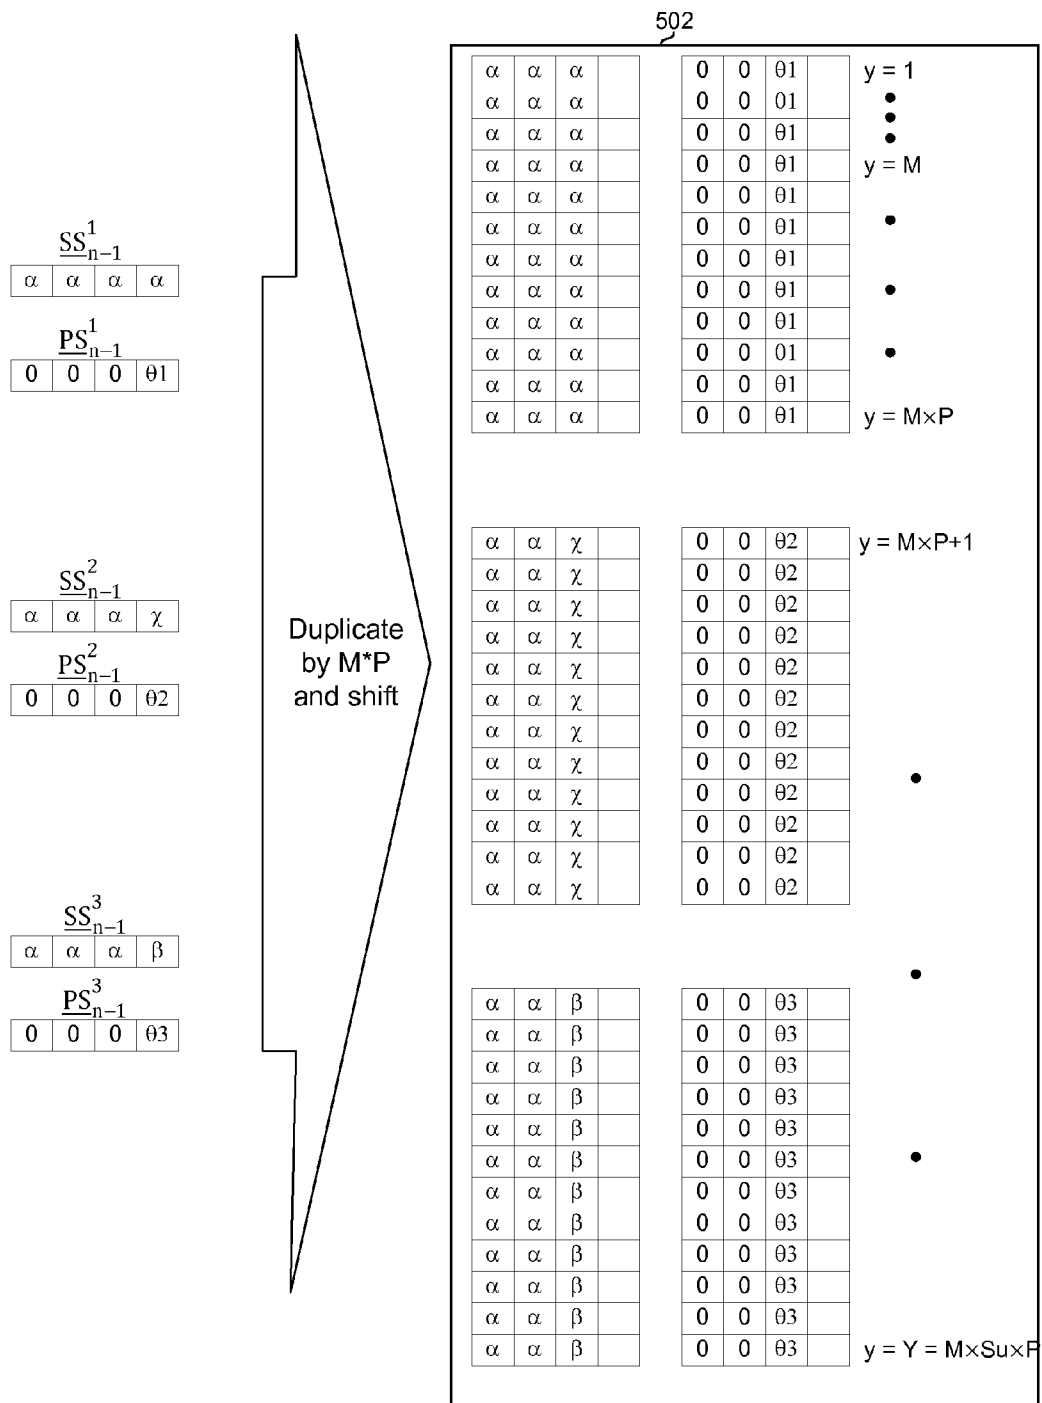 502
SS¹ₙ₋₁
α α α α
PS¹ₙ₋₁
0 0 0 θ1
SS²ₙ₋₁
α α α χ
PS²ₙ₋₁
0 0 0 θ2
SS³ₙ₋₁
α α α β
PS³ₙ₋₁
0 0 0 θ3
Duplicate
by M*P
and shift
α α α 0 0 θ1 y = 1
α α α 0 0 01
α α α 0 0 θ1
α α α 0 0 θ1 y = M
α α α 0 0 θ1
α α α 0 0 θ1
α α α 0 0 θ1
α α α 0 0 θ1
α α α 0 0 θ1
α α α 0 0 01
α α α 0 0 θ1
α α α 0 0 θ1 y = M×P
α α χ 0 0 θ2 y = M×P+1
α α χ 0 0 θ2
α α χ 0 0 θ2
α α χ 0 0 θ2
α α χ 0 0 θ2
α α χ 0 0 θ2
α α χ 0 0 θ2
α α χ 0 0 θ2
α α χ 0 0 θ2
α α χ 0 0 θ2
α α χ 0 0 θ2
α α χ 0 0 θ2
α α β 0 0 θ3
α α β 0 0 θ3
α α β 0 0 θ3
α α β 0 0 θ3
α α β 0 0 θ3
α α β 0 0 θ3
α α β 0 0 θ3
α α β 0 0 θ3
α α β 0 0 θ3
α α β 0 0 θ3
α α β 0 0 θ3
α α β 0 0 θ3 y = Y = M×Su×P